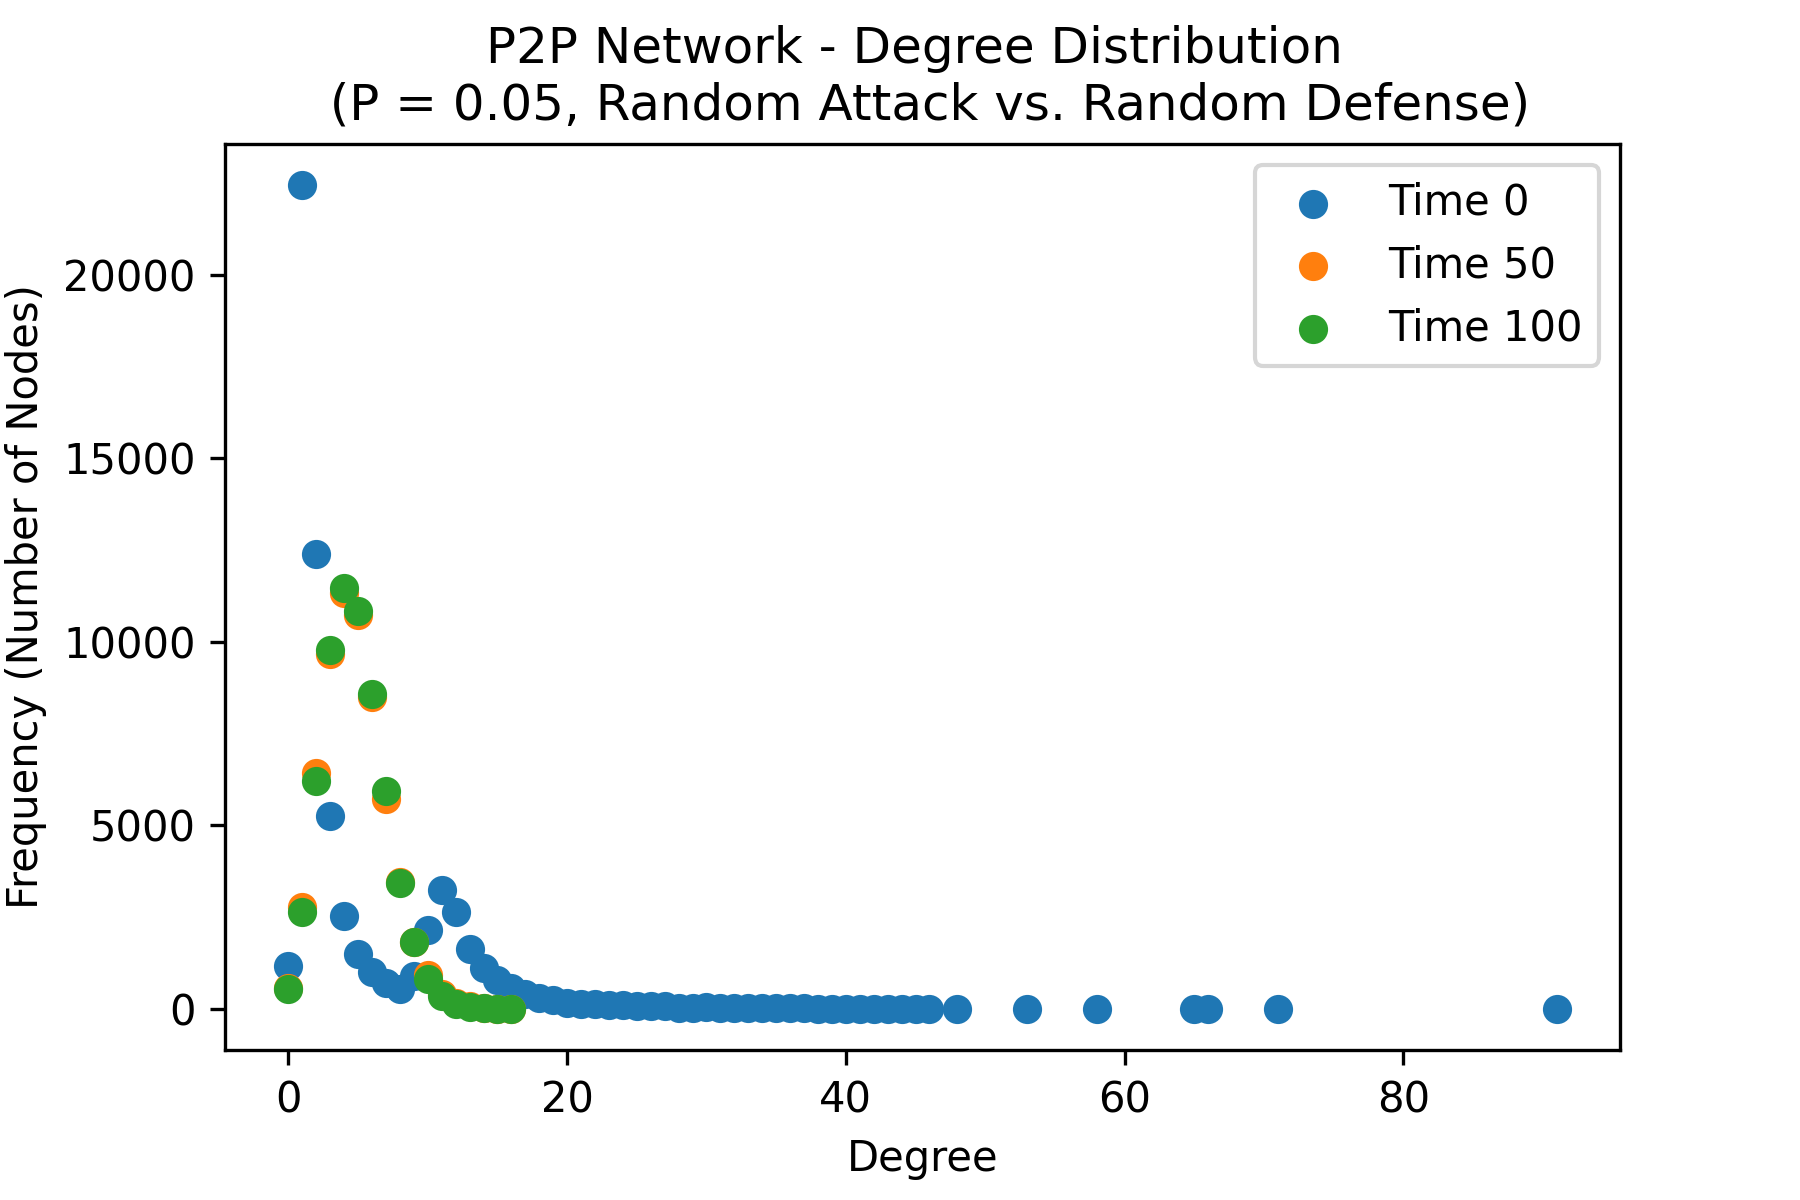 P2P Network - Degree Distribution
(P = 0.05, Random Attack vs. Random Defense)
Time 0
Time 50
Time 100
Frequency (Number of Nodes)
20000
15000
10000
5000
0
0 20 40 60 80
Degree